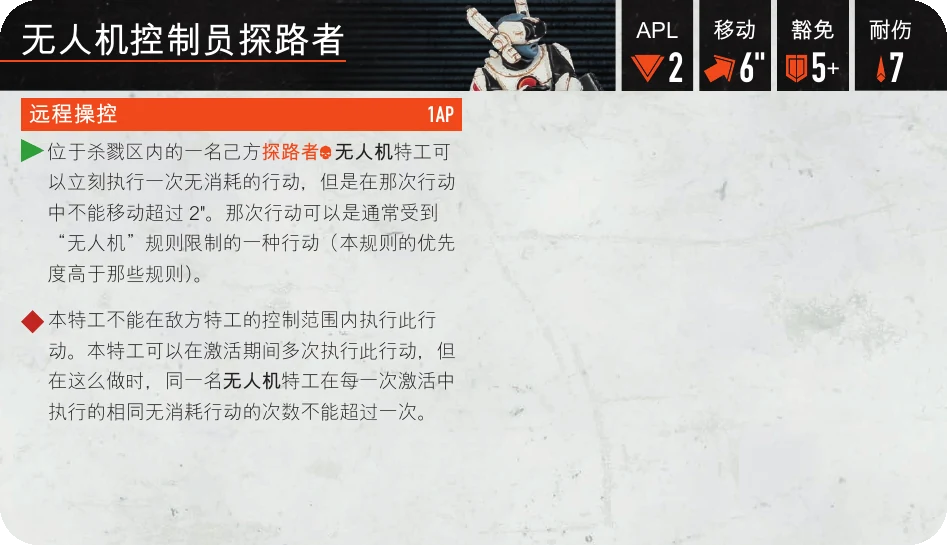 无人机控制员探路者
APL
2
移动
6"
豁免
5+
耐伤
7
远程操控 1AP
位于杀戮区内的一名己方探路者无人机特工可
以立刻执行一次无消耗的行动，但是在那次行动
中不能移动超过 2"。那次行动可以是通常受到
“无人机”规则限制的一种行动（本规则的优先
度高于那些规则）。
本特工不能在敌方特工的控制范围内执行此行
动。本特工可以在激活期间多次执行此行动，但
在这么做时，同一名无人机特工在每一次激活中
执行的相同无消耗行动的次数不能超过一次。